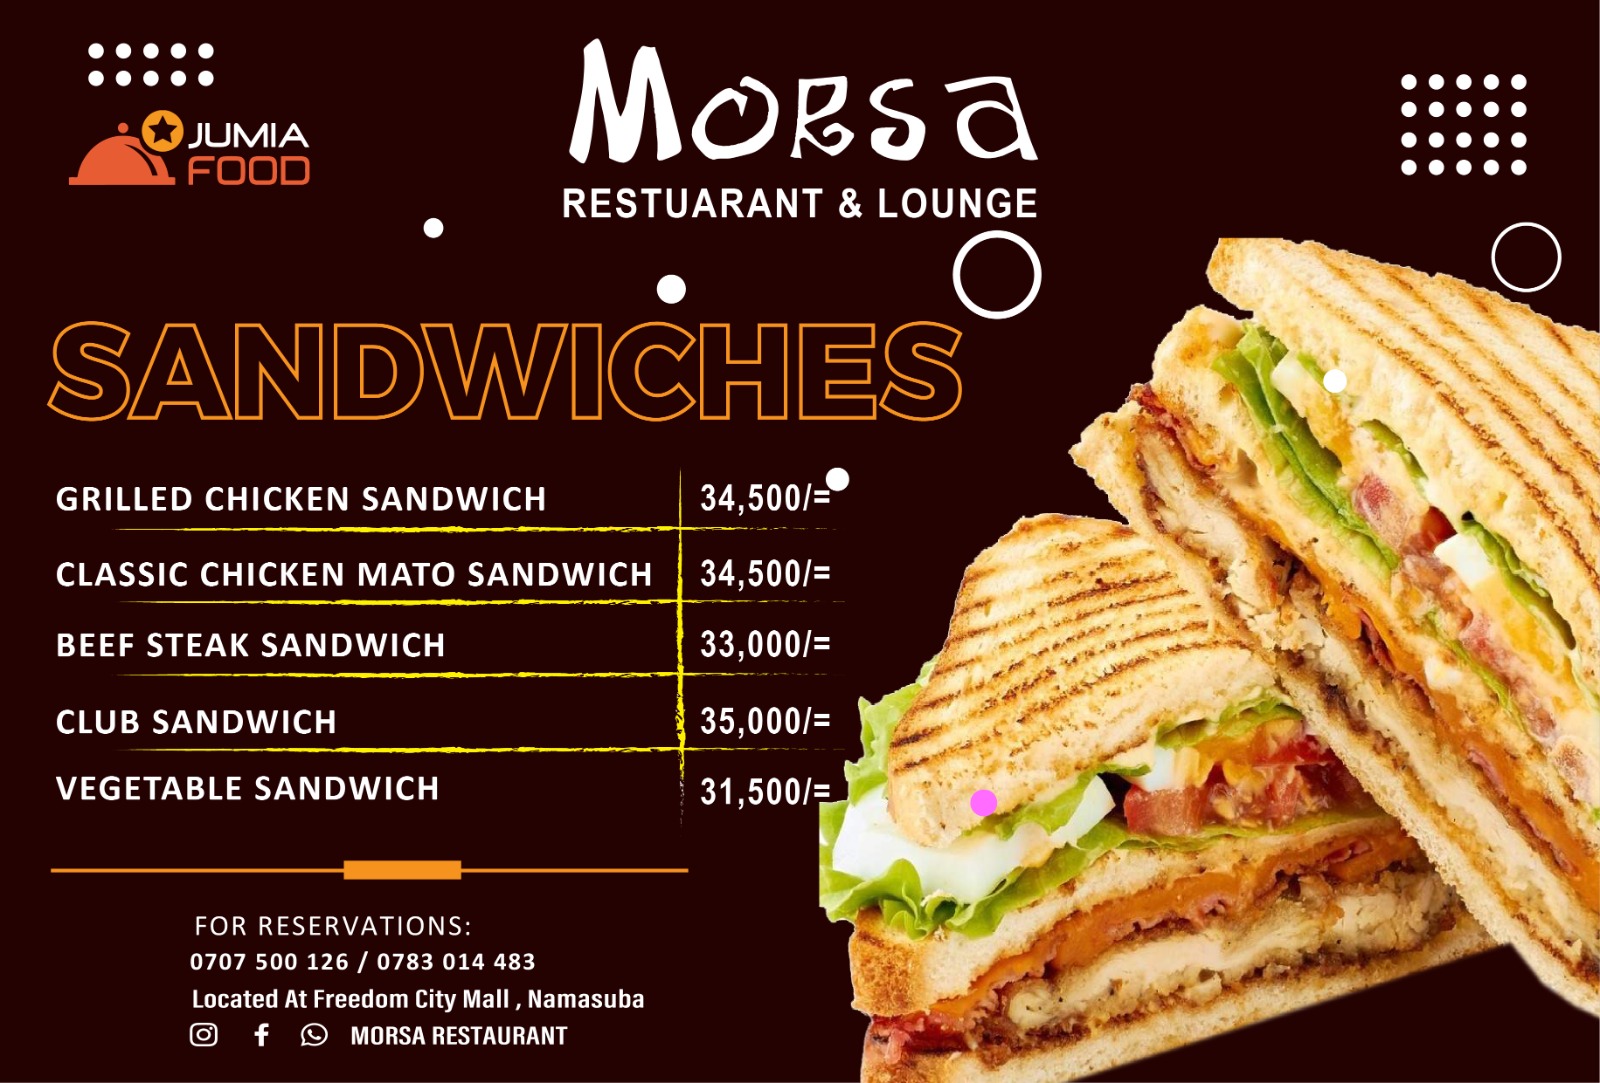 JUMIA
FOOD
MORSA
RESTUARANT & LOUNGE
SANDWICHES
GRILLED CHICKEN SANDWICH 34,500/=
CLASSIC CHICKEN MATO SANDWICH 34,500/=
BEEF STEAK SANDWICH 33,000/=
CLUB SANDWICH 35,000/=
VEGETABLE SANDWICH 31,500/=
FOR RESERVATIONS:
0707 500 126 / 0783 014 483
Located At Freedom City Mall , Namasuba
MORSA RESTAURANT